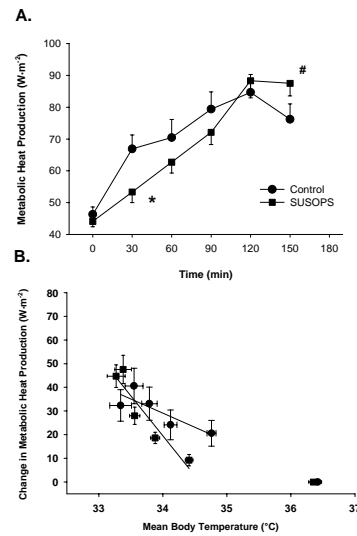 A.
Metabolic Heat Production (W·m-2)
100
90
80
70
60
50
40
#
*
Control
SUSOPS
0 30 60 90 120 150 180
Time (min)
B.
Change in Metabolic Heat Production (W·m-2)
80
70
60
50
40
30
20
10
0
33 34 35 36 37
Mean Body Temperature (°C)